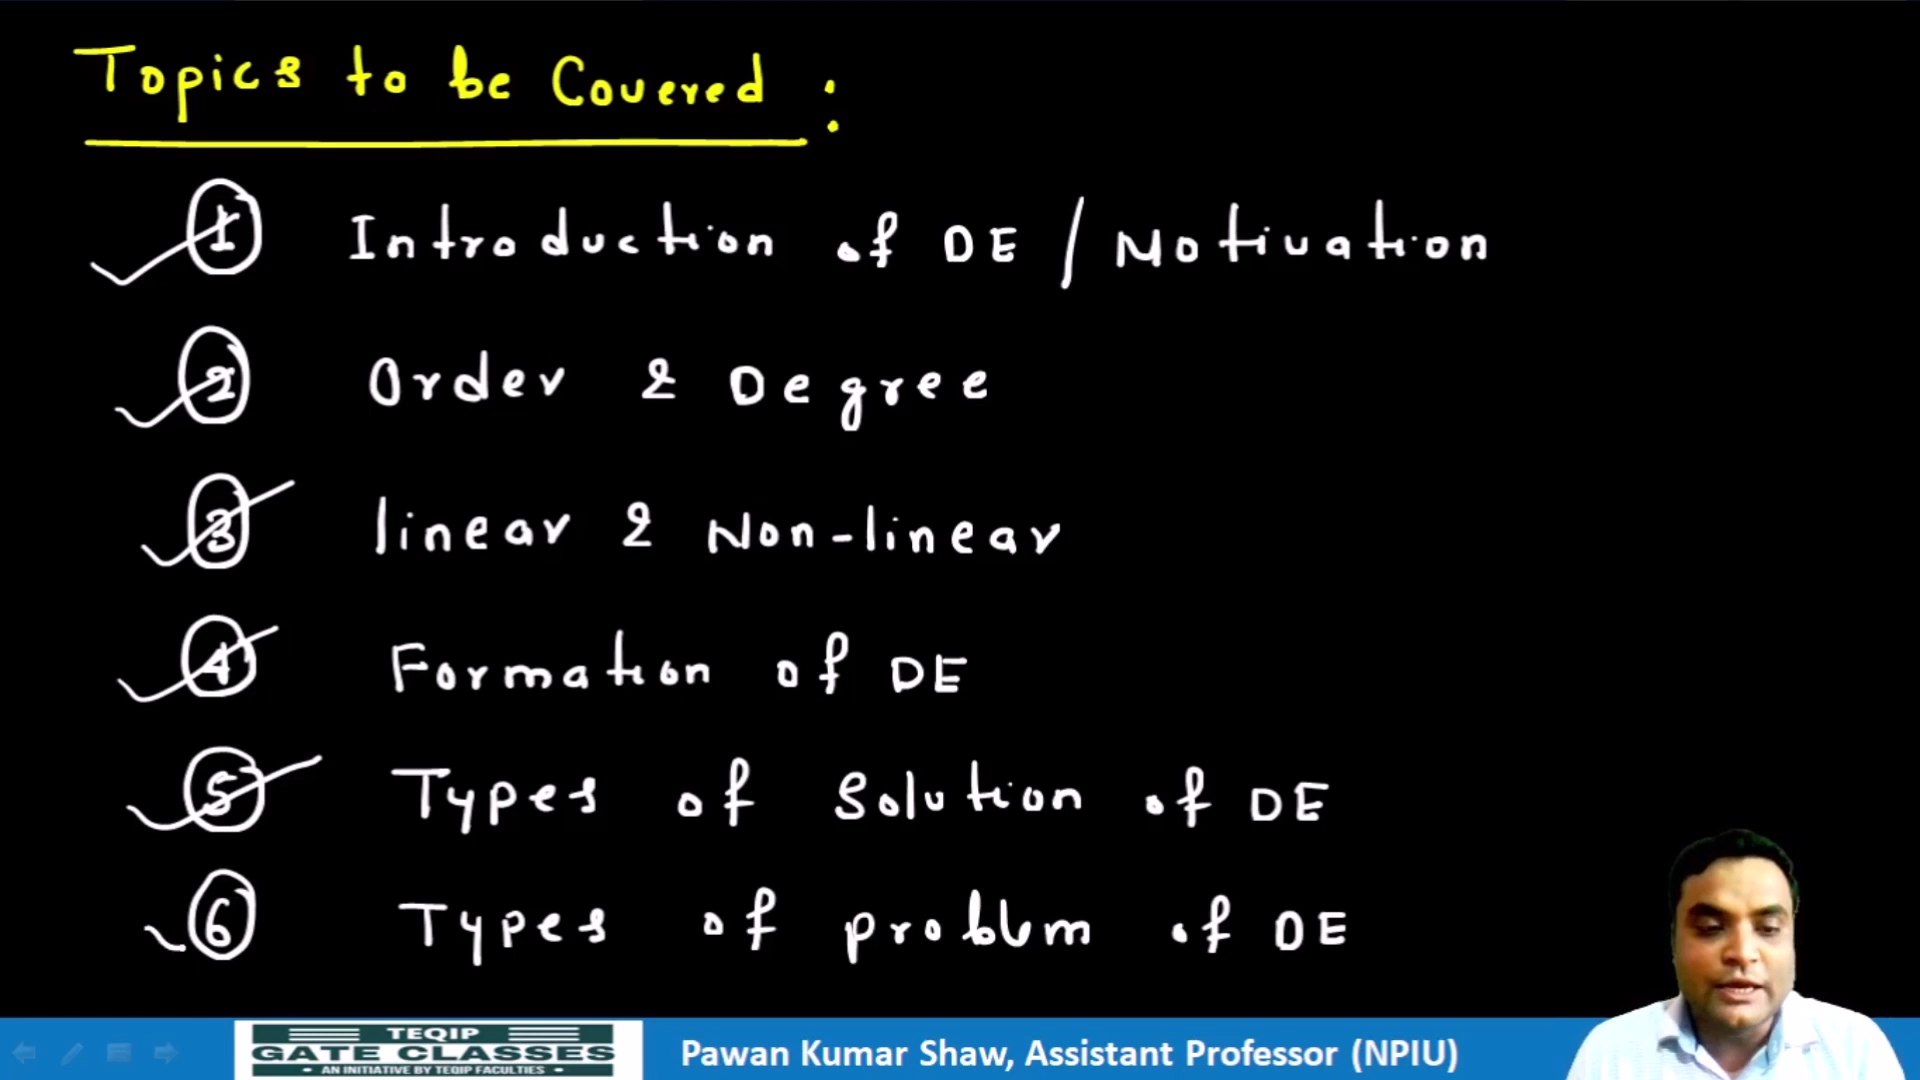 Topics to be Covered :
1 Introduction of DE / Motivation
2 Order & Degree
3 linear & Non-linear
4 Formation of DE
5 Types of Solution of DE
6 Types of problem of DE
TEQIP
GATE CLASSES
• AN INITIATIVE BY TEQIP FACULTIES •
Pawan Kumar Shaw, Assistant Professor (NPIU)